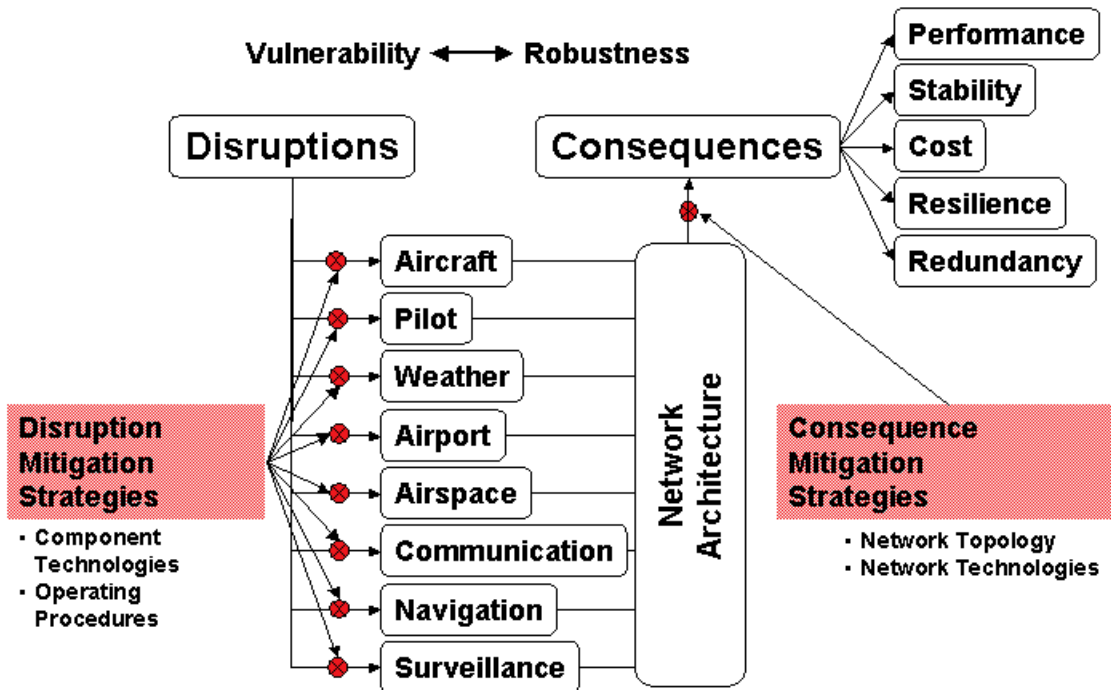 Vulnerability Robustness
Performance
Stability
Cost
Resilience
Redundancy
Disruptions
Consequences
Aircraft
Pilot
Weather
Airport
Airspace
Communication
Navigation
Surveillance
Network
Architecture
Disruption
Mitigation
Strategies
· Component
Technologies
· Operating
Procedures
Consequence
Mitigation
Strategies
· Network Topology
· Network Technologies